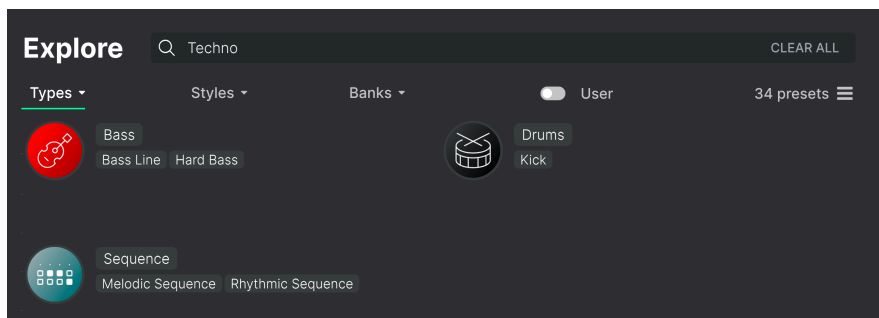 Explore Techno CLEAR ALL
Types Styles Banks User 34 presets
Bass Drums
Bass Line Hard Bass Kick
Sequence
Melodic Sequence Rhythmic Sequence